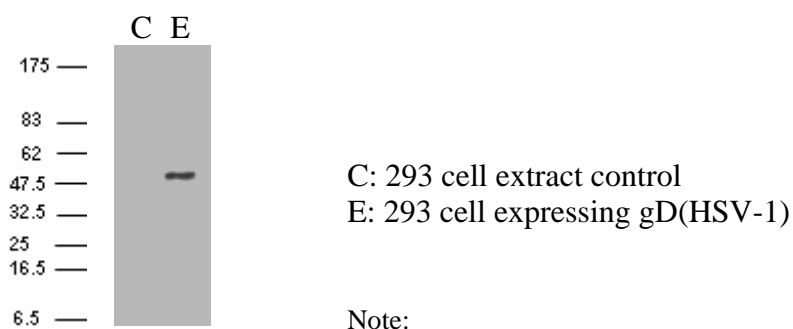 C E
175
83
62
47.5
32.5
25
16.5
6.5
C: 293 cell extract control
E: 293 cell expressing gD(HSV-1)
Note: